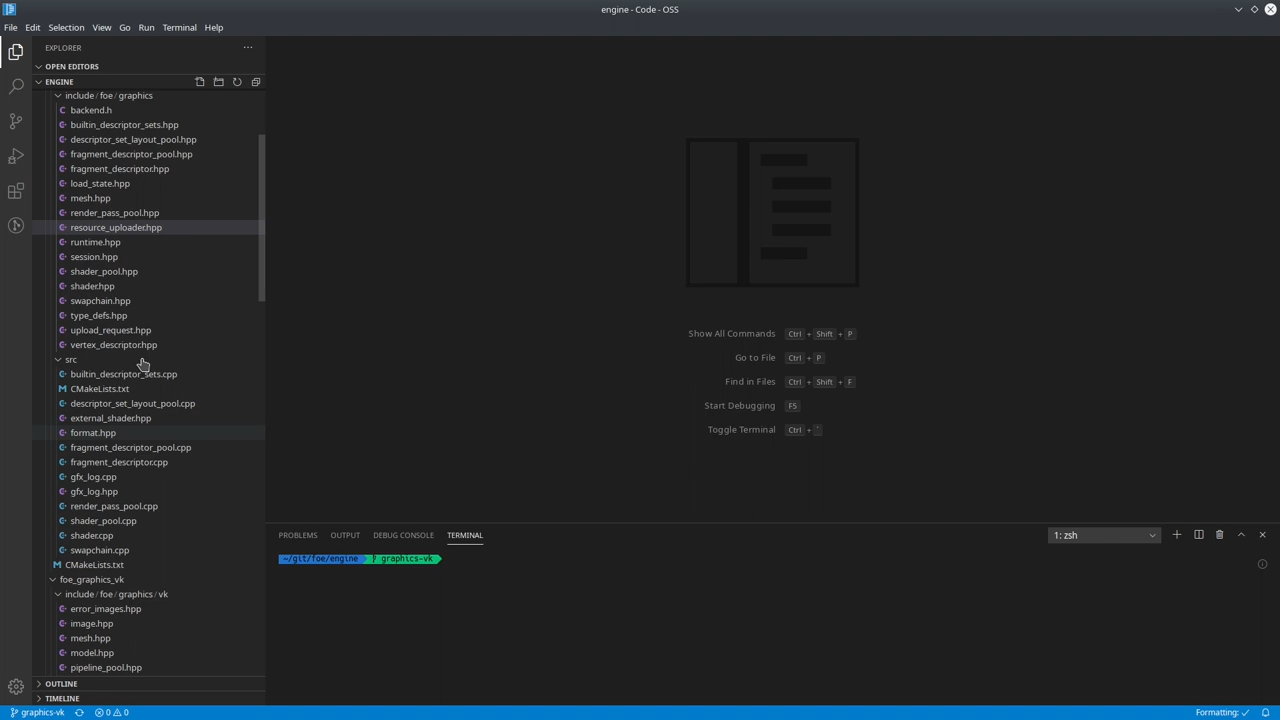 engine - Code - OSS
File Edit Selection View Go Run Terminal Help
EXPLORER
OPEN EDITORS
ENGINE
include / foe / graphics
backend.h
builtin_descriptor_sets.hpp
descriptor_set_layout_pool.hpp
fragment_descriptor_pool.hpp
fragment_descriptor.hpp
load_state.hpp
mesh.hpp
render_pass_pool.hpp
resource_uploader.hpp
runtime.hpp
session.hpp
shader_pool.hpp
shader.hpp
swapchain.hpp
type_defs.hpp
upload_request.hpp
vertex_descriptor.hpp
src
builtin_descriptor_sets.cpp
CMakeLists.txt
descriptor_set_layout_pool.cpp
external_shader.hpp
format.hpp
fragment_descriptor_pool.cpp
fragment_descriptor.cpp
gfx_log.cpp
gfx_log.hpp
render_pass_pool.cpp
shader_pool.cpp
shader.cpp
swapchain.cpp
CMakeLists.txt
foe_graphics_vk
include / foe / graphics / vk
error_images.hpp
image.hpp
mesh.hpp
model.hpp
pipeline_pool.hpp
OUTLINE
TIMELINE
Show All Commands Ctrl + Shift + P
Go to File Ctrl + P
Find in Files Ctrl + Shift + F
Start Debugging F5
Toggle Terminal Ctrl + `
PROBLEMS OUTPUT DEBUG CONSOLE TERMINAL
1: zsh
~/git/foe/engine graphics-vk
graphics-vk 0 0 Formatting: ✓